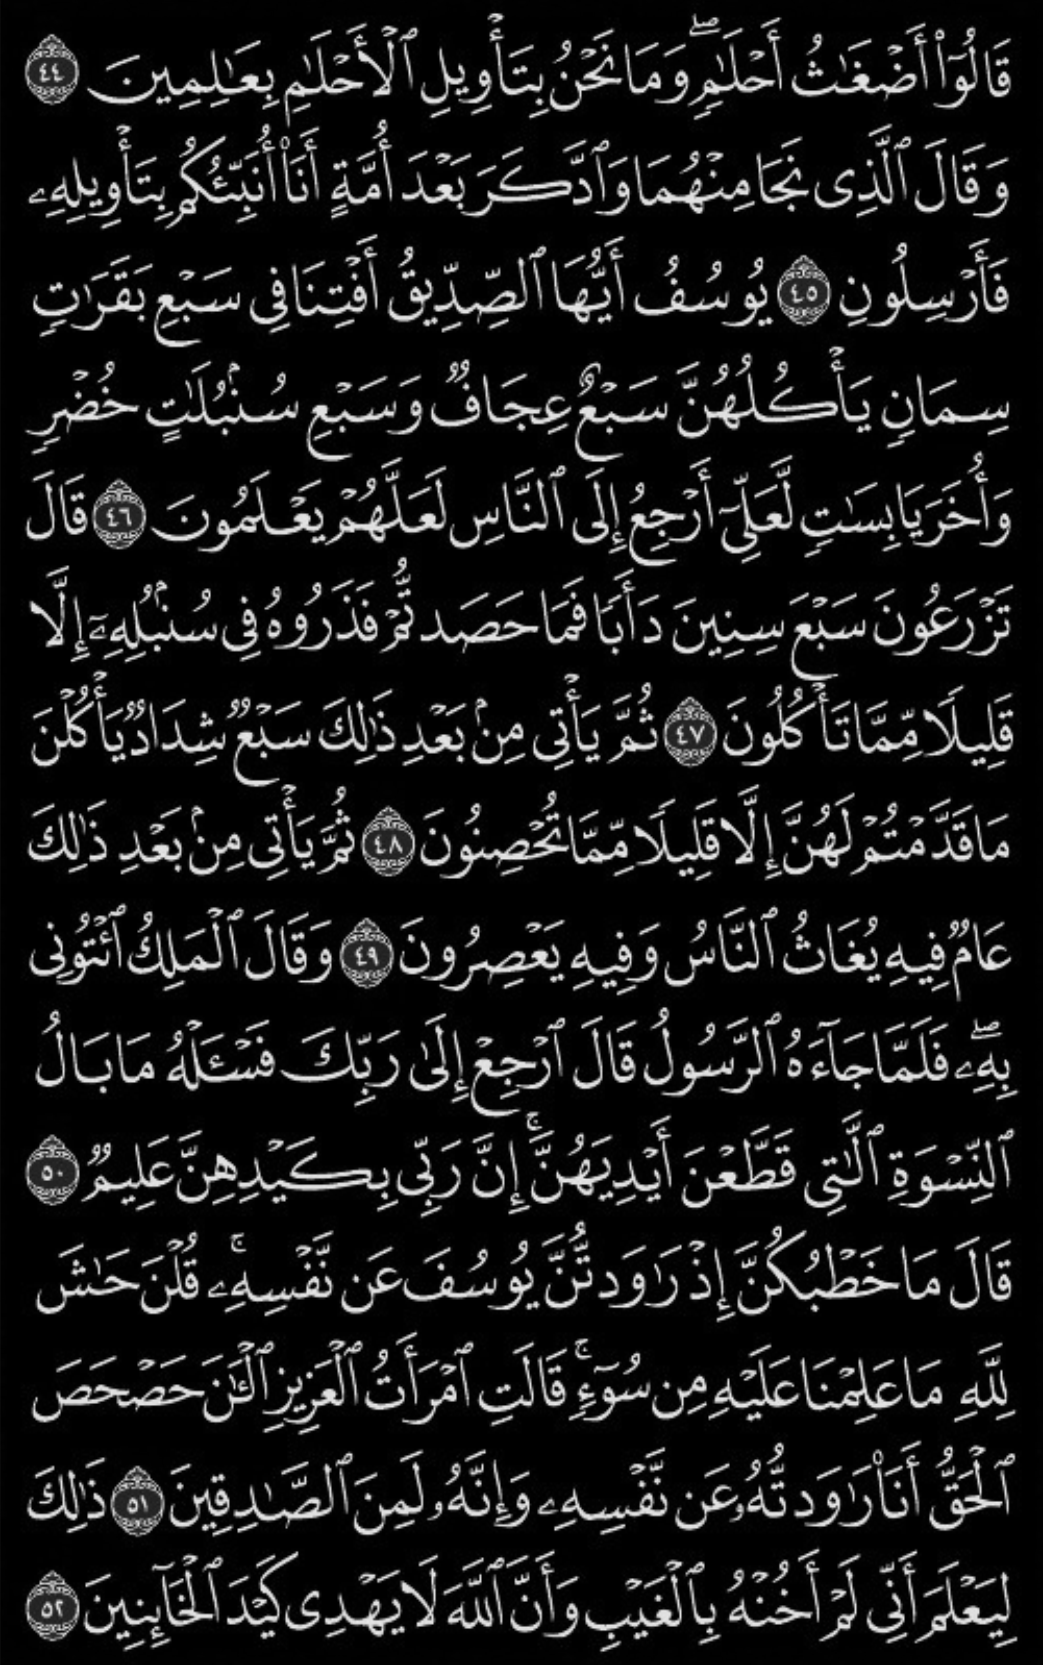 قَالُوٓا۟ أَضْغَٰثُ أَحْلَٰمٍۢ ۖ وَمَا نَحْنُ بِتَأْوِيلِ ٱلْأَحْلَٰمِ بِعَٰلِمِينَ ٤٤
وَقَالَ ٱلَّذِى نَجَا مِنْهُمَا وَٱدَّكَرَ بَعْدَ أُمَّةٍ أَنَا۠ أُنَبِّئُكُم بِتَأْوِيلِهِۦ
فَأَرْسِلُونِ ٤٥ يُوسُفُ أَيُّهَا ٱلصِّدِّيقُ أَفْتِنَا فِى سَبْعِ بَقَرَٰتٍۢ
سِمَانٍۢ يَأْكُلُهُنَّ سَبْعٌ عِجَافٌۭ وَسَبْعِ سُنۢبُلَٰتٍ خُضْرٍۢ
وَأُخَرَ يَابِسَٰتٍۢ لَّعَلِّىٓ أَرْجِعُ إِلَى ٱلنَّاسِ لَعَلَّهُمْ يَعْلَمُونَ ٤٦ قَالَ
تَزْرَعُونَ سَبْعَ سِنِينَ دَأَبًۭا فَمَا حَصَدتُّمْ فَذَرُوهُ فِى سُنۢبُلِهِۦٓ إِلَّا
قَلِيلًۭا مِّمَّا تَأْكُلُونَ ٤٧ ثُمَّ يَأْتِى مِنۢ بَعْدِ ذَٰلِكَ سَبْعٌۭ شِدَادٌۭ يَأْكُلْنَ
مَا قَدَّمْتُمْ لَهُنَّ إِلَّا قَلِيلًۭا مِّمَّا تُحْصِنُونَ ٤٨ ثُمَّ يَأْتِى مِنۢ بَعْدِ ذَٰلِكَ
عَامٌۭ فِيهِ يُغَاثُ ٱلنَّاسُ وَفِيهِ يَعْصِرُونَ ٤٩ وَقَالَ ٱلْمَلِكُ ٱئْتُونِى
بِهِۦ ۖ فَلَمَّا جَآءَهُ ٱلرَّسُولُ قَالَ ٱرْجِعْ إِلَىٰ رَبِّكَ فَسْـَٔلْهُ مَا بَالُ
ٱلنِّسْوَةِ ٱلَّٰتِى قَطَّعْنَ أَيْدِيَهُنَّ ۚ إِنَّ رَبِّى بِكَيْدِهِنَّ عَلِيمٌۭ ٥٠
قَالَ مَا خَطْبُكُنَّ إِذْ رَٰوَدتُّنَّ يُوسُفَ عَن نَّفْسِهِۦ ۚ قُلْنَ حَٰشَ
لِلَّهِ مَا عَلِمْنَا عَلَيْهِ مِن سُوٓءٍۢ ۚ قَالَتِ ٱمْرَأَتُ ٱلْعَزِيزِ ٱلْـَٰٔنَ حَصْحَصَ
ٱلْحَقُّ أَنَا۠ رَٰوَدتُّهُۥ عَن نَّفْسِهِۦ وَإِنَّهُۥ لَمِنَ ٱلصَّٰدِقِينَ ٥١ ذَٰلِكَ
لِيَعْلَمَ أَنِّى لَمْ أَخُنْهُ بِٱلْغَيْبِ وَأَنَّ ٱللَّهَ لَا يَهْدِى كَيْدَ ٱلْخَآئِنِينَ ٥٢